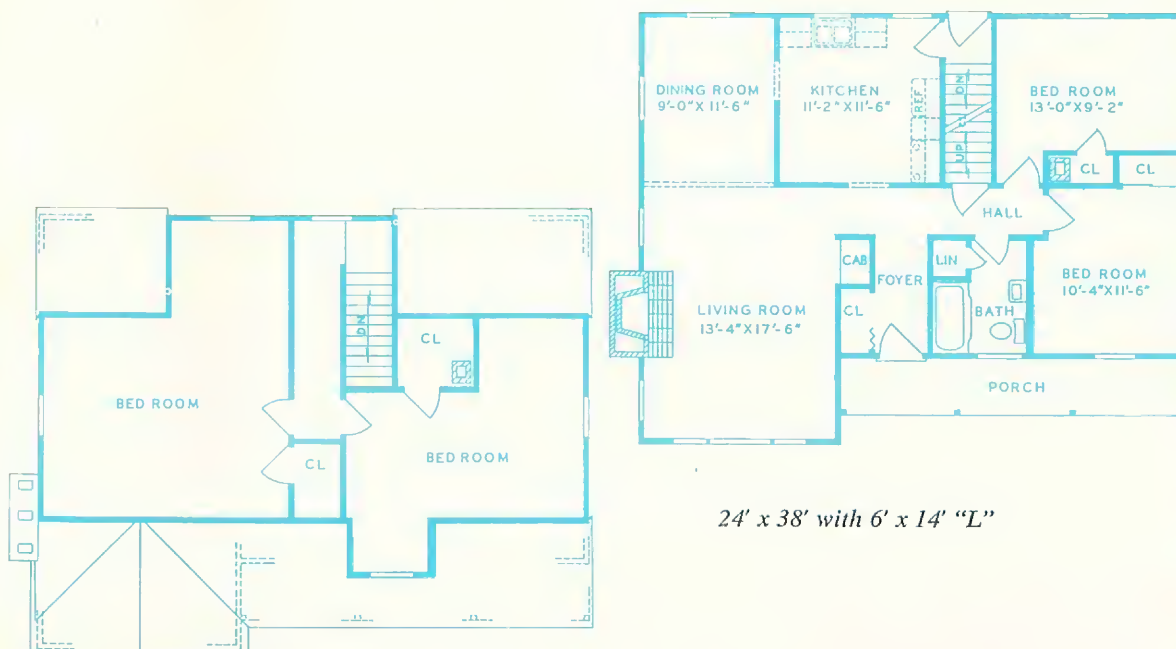 BED ROOM
CL
DN
CL
BED ROOM
DINING ROOM
9'-0"X 11'-6"
KITCHEN
11'-2"X11'-6"
REF
UP
DN
BED ROOM
13'-0"X9'-2"
CL
CL
HALL
CAB
FOYER
LIN
BED ROOM
10'-4"X11'-6"
LIVING ROOM
13'-4"X17'-6"
CL
BATH
PORCH
24' x 38' with 6' x 14' “L”